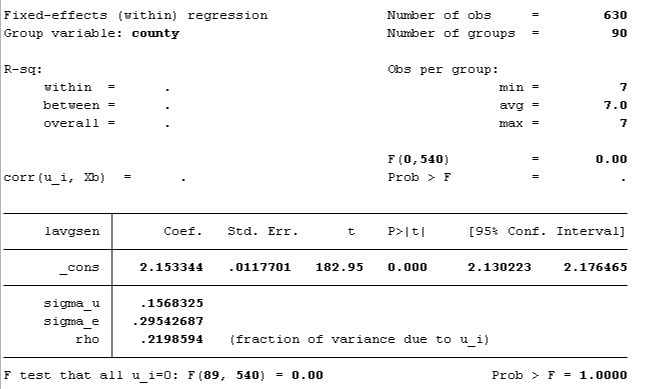 Fixed-effects (within) regression Number of obs = 630
Group variable: county Number of groups = 90
R-sq: Obs per group:
within = . min = 7
between = . avg = 7.0
overall = . max = 7
F(0,540) = 0.00
corr(u_i, Xb) = . Prob > F = .
lavgsen Coef. Std. Err. t P>|t| [95% Conf. Interval]
_cons 2.153344 .0117701 182.95 0.000 2.130223 2.176465
sigma_u .1568325
sigma_e .29542687
rho .2198594 (fraction of variance due to u_i)
F test that all u_i=0: F(89, 540) = 0.00 Prob > F = 1.0000